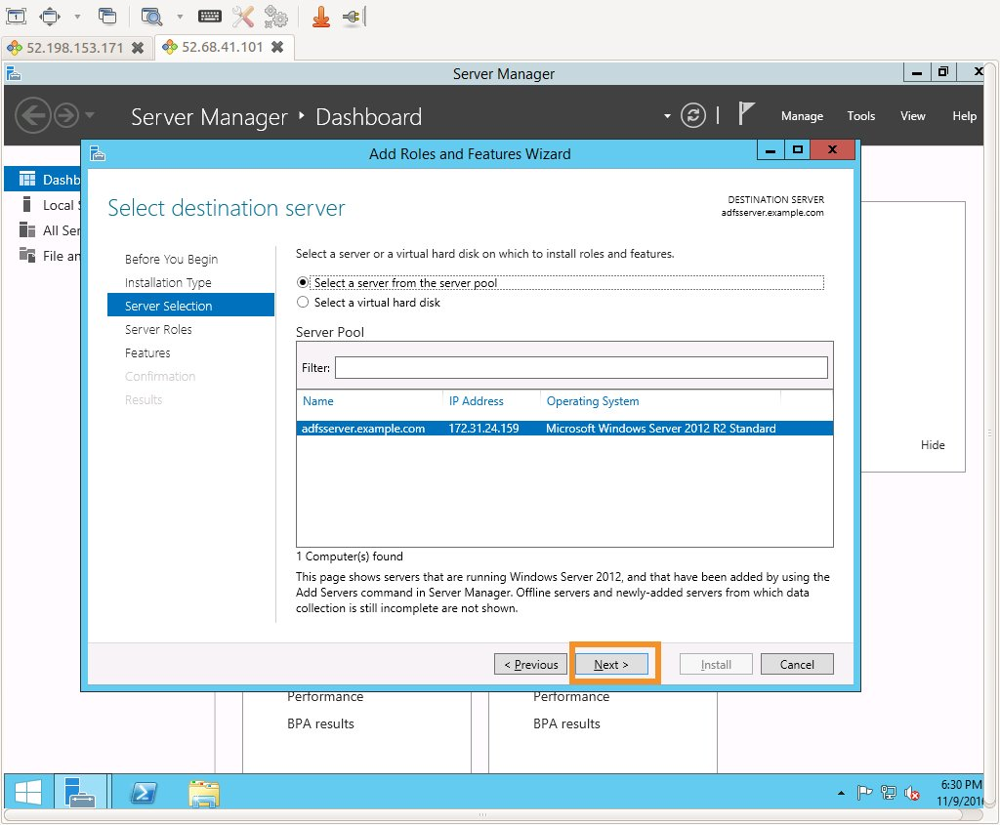 52.198.153.171
52.68.41.101
Server Manager
Server Manager Dashboard
Manage Tools View Help
Add Roles and Features Wizard
Dashb
Local S
All Ser
File an
Select destination server
DESTINATION SERVER
adfsserver.example.com
Before You Begin
Installation Type
Server Selection
Server Roles
Features
Confirmation
Results
Select a server or a virtual hard disk on which to install roles and features.
Select a server from the server pool
Select a virtual hard disk
Server Pool
Filter:
Name IP Address Operating System
adfsserver.example.com 172.31.24.159 Microsoft Windows Server 2012 R2 Standard
1 Computer(s) found
This page shows servers that are running Windows Server 2012, and that have been added by using the
Add Servers command in Server Manager. Offline servers and newly-added servers from which data
collection is still incomplete are not shown.
Hide
< Previous Next > Install Cancel
Performance Performance
BPA results BPA results
6:30 PM
11/9/2016